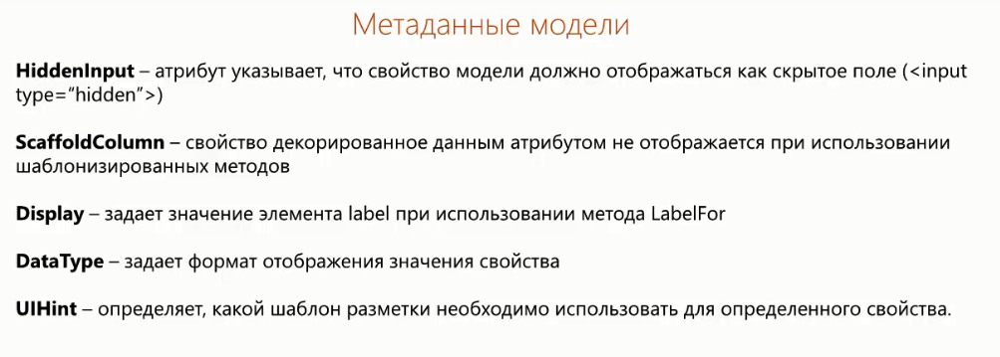 Метаданные модели
HiddenInput – атрибут указывает, что свойство модели должно отображаться как скрытое поле (<input
type=“hidden”>)
ScaffoldColumn – свойство декорированное данным атрибутом не отображается при использовании
шаблонизированных методов
Display – задает значение элемента label при использовании метода LabelFor
DataType – задает формат отображения значения свойства
UIHint – определяет, какой шаблон разметки необходимо использовать для определенного свойства.